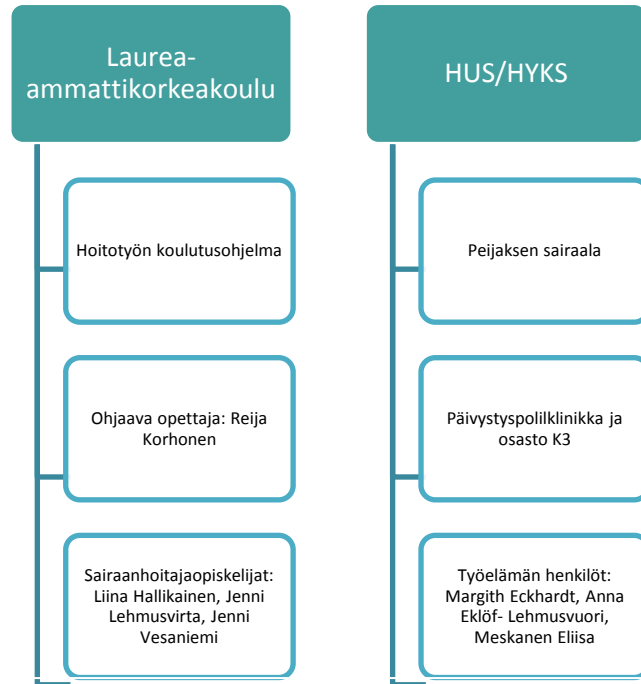 Laurea-
ammattikorkeakoulu
Hoitotyön koulutusohjelma
Ohjaava opettaja: Reija
Korhonen
Sairaanhoitajaopiskelijat:
Liina Hallikainen, Jenni
Lehmusvirta, Jenni
Vesaniemi
HUS/HYKS
Peijaksen sairaala
Päivystyspolilklinikka ja
osasto K3
Työelämän henkilöt:
Margith Eckhardt, Anna
Eklöf- Lehmusvuori,
Meskanen Eliisa